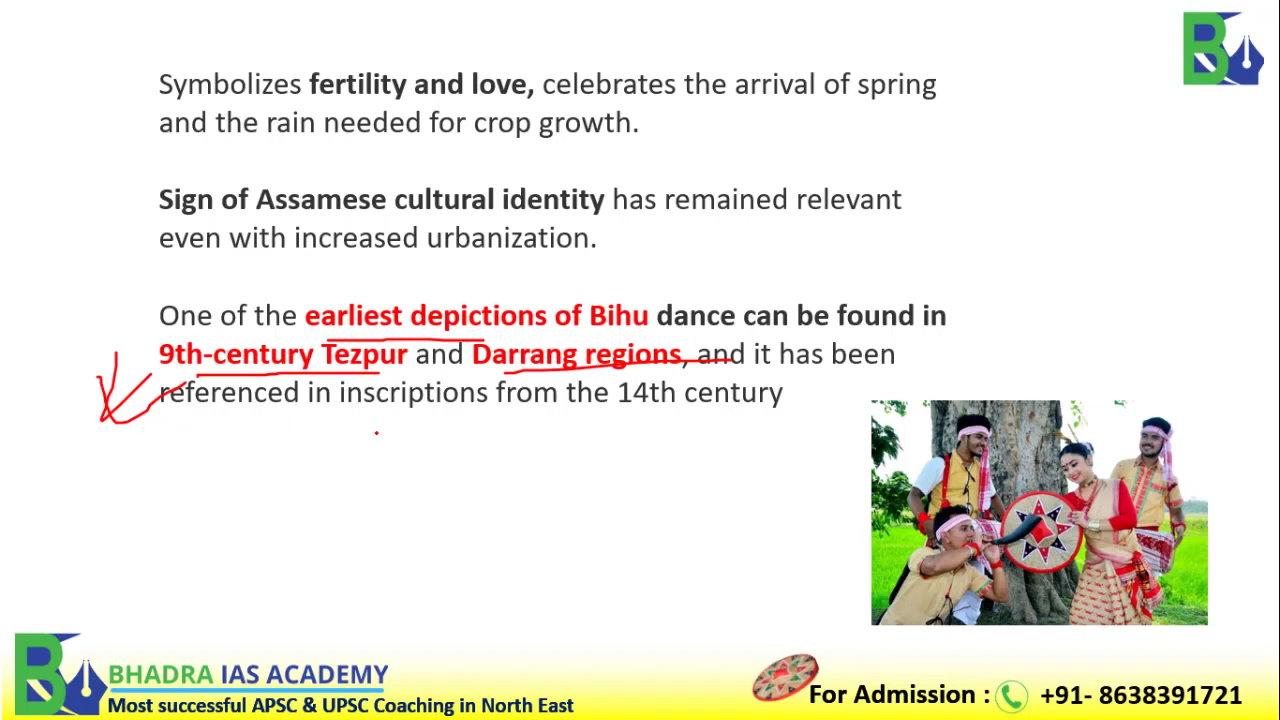 Symbolizes fertility and love, celebrates the arrival of spring
and the rain needed for crop growth.
Sign of Assamese cultural identity has remained relevant
even with increased urbanization.
One of the earliest depictions of Bihu dance can be found in
9th-century Tezpur and Darrang regions, and it has been
referenced in inscriptions from the 14th century
BHADRA IAS ACADEMY
Most successful APSC & UPSC Coaching in North East
For Admission : +91- 8638391721